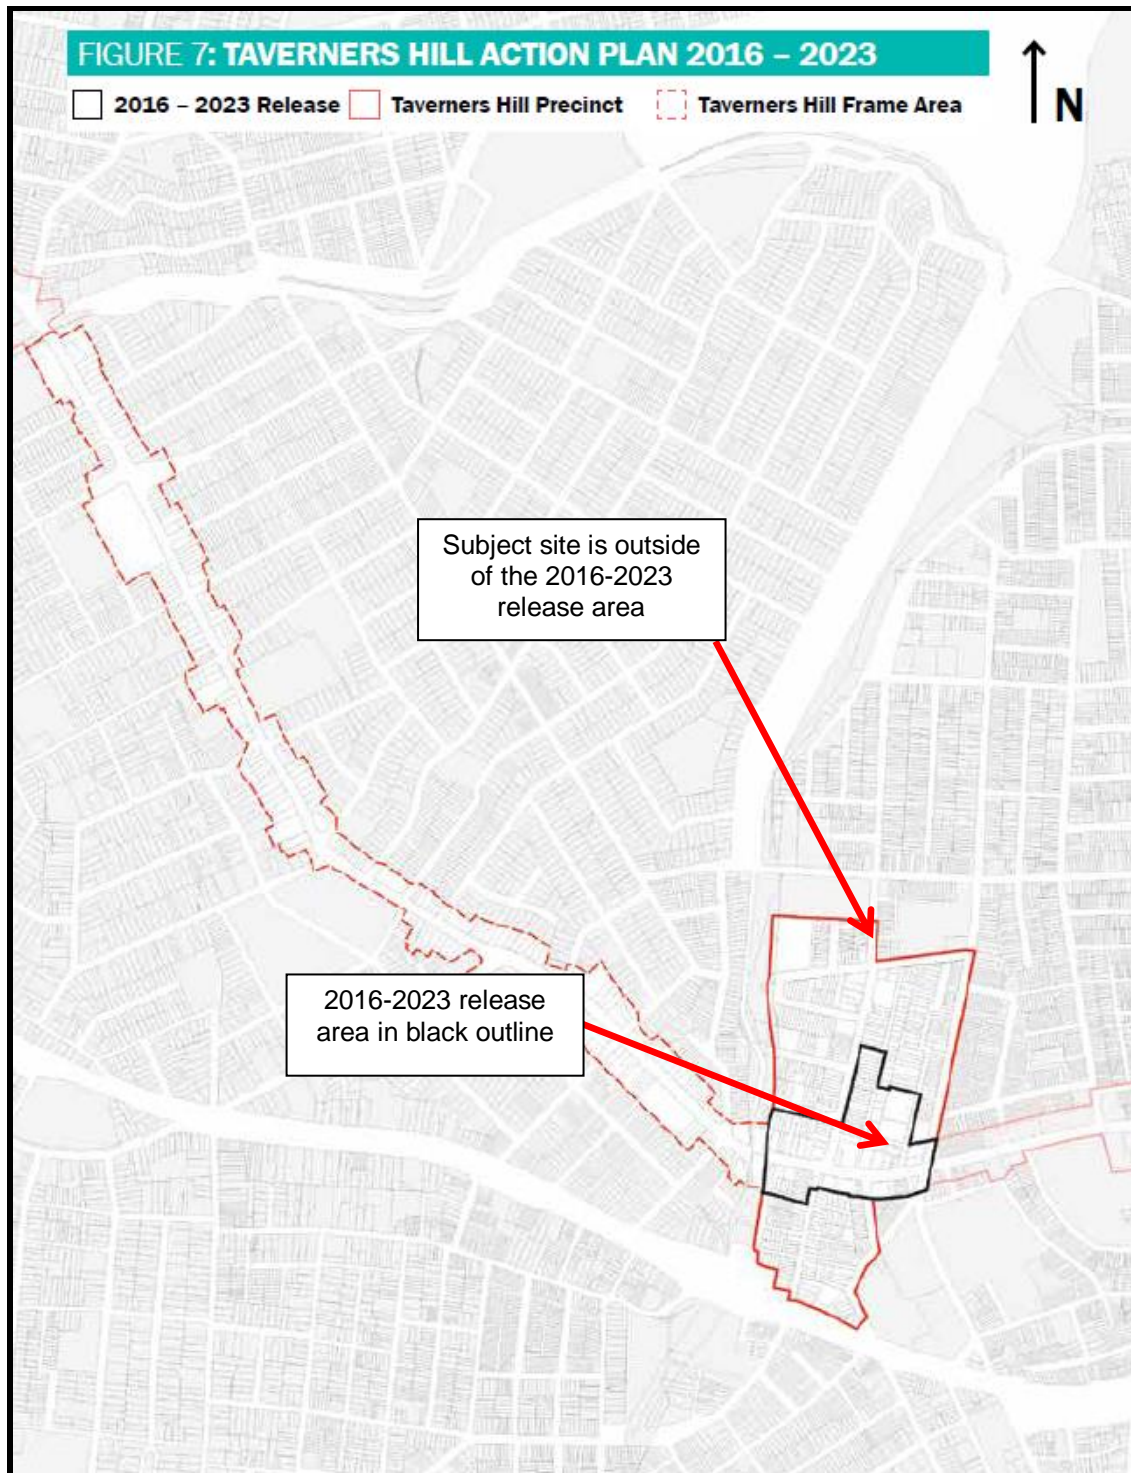 FIGURE 7: TAVERNERS HILL ACTION PLAN 2016 – 2023
2016 – 2023 Release Taverners Hill Precinct Taverners Hill Frame Area
N
Subject site is outside
of the 2016-2023
release area
2016-2023 release
area in black outline